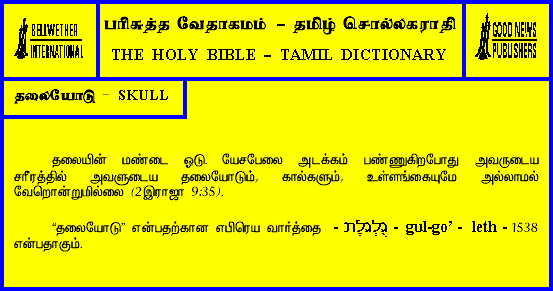 BELLWETHER
INTERNATIONAL
பரிசுத்த வேதாகமம் – தமிழ் சொல்லகராதி
THE HOLY BIBLE – TAMIL DICTIONARY
GOOD NEWS
PUBLISHERS
தலையோடு – SKULL
தலையின் மண்டை ஓடு. யேசபேலை அடக்கம் பண்ணுகிறபோது அவருடைய
சரீரத்தில் அவளுடைய தலையோடும், கால்களும், உள்ளங்கையுமே அல்லாமல்
வேறொன்றுமில்லை (2இராஜா 9:35).
“தலையோடு” என்பதற்கான எபிரெய வார்த்தை - גֻּלְגֹּלֶת - gul-go’ - leth - 1538
என்பதாகும்.